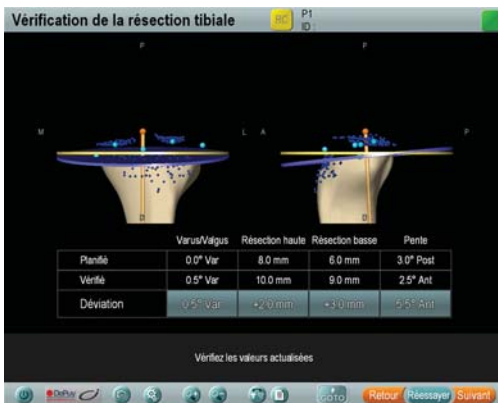 Vérification de la résection tibiale
RC
P1
ID :
P
P
M
L
A
P
D
D
Varus/Valgus Résection haute Résection basse Pente
Planifié 0.0° Var 8.0 mm 6.0 mm 3.0° Post
Vérifié 0.5° Var 10.0 mm 9.0 mm 2.5° Ant
Déviation 0.5° Var +2.0 mm +3.0 mm 5.5° Ant
Vérifiez les valeurs actualisées
DePuy GOTO Retour Réessayer Suivant